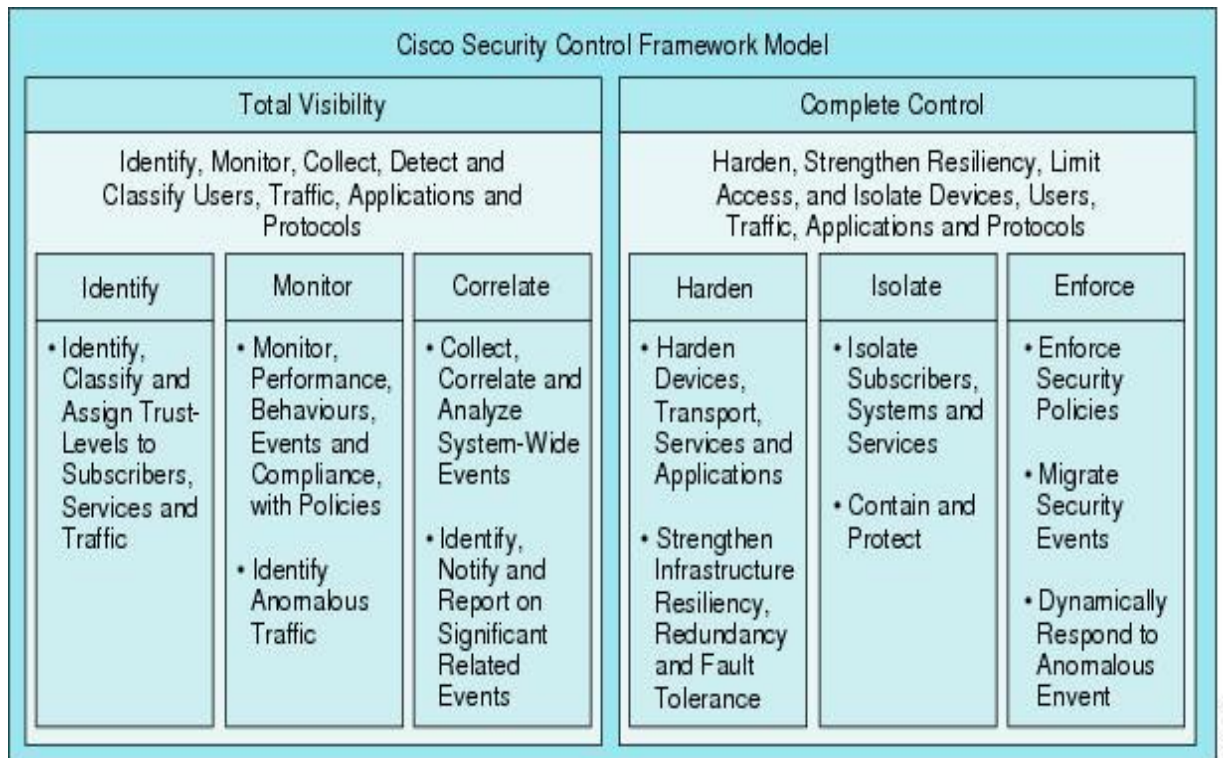 Cisco Security Control Framework Model
Total Visibility
Identify, Monitor, Collect, Detect and
Classify Users, Traffic, Applications and
Protocols
Identify
• Identify,
Classify and
Assign Trust-
Levels to
Subscribers,
Services and
Traffic
Monitor
• Monitor,
Performance,
Behaviours,
Events and
Compliance,
with Policies
• Identify
Anomalous
Traffic
Correlate
• Collect,
Correlate and
Analyze
System-Wide
Events
• Identify,
Notify and
Report on
Significant
Related
Events
Complete Control
Harden, Strengthen Resiliency, Limit
Access, and Isolate Devices, Users,
Traffic, Applications and Protocols
Harden
• Harden
Devices,
Transport,
Services and
Applications
• Strengthen
Infrastructure
Resiliency,
Redundancy
and Fault
Tolerance
Isolate
• Isolate
Subscribers,
Systems and
Services
• Contain and
Protect
Enforce
• Enforce
Security
Policies
• Migrate
Security
Events
• Dynamically
Respond to
Anomalous
Envent